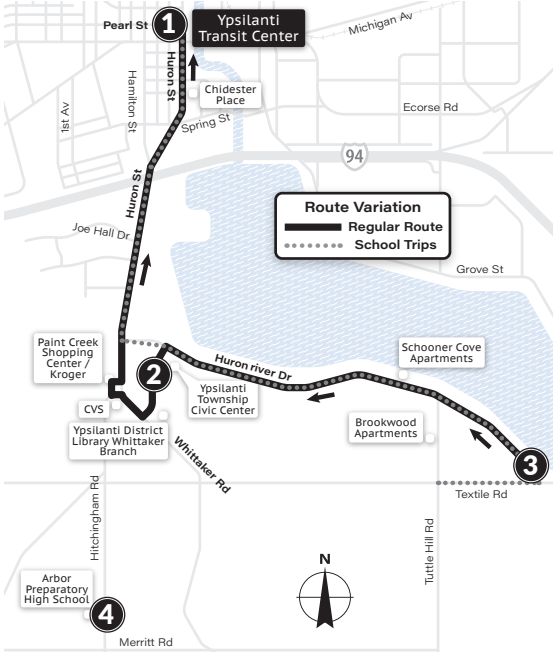 Pearl St
1
Ypsilanti
Transit Center
Michigan Av
Huron St
Hamilton St
1st Av
Chidester
Place
Spring St
Ecorse Rd
94
Huron St
Joe Hall Dr
Route Variation
Regular Route
School Trips
Grove St
Paint Creek
Shopping
Center /
Kroger
2
Huron river Dr
Schooner Cove
Apartments
Ypsilanti
Township
Civic Center
CVS
Ypsilanti District
Library Whittaker
Branch
Brookwood
Apartments
Whittaker Rd
3
Textile Rd
Hitchingham Rd
Tuttle Hill Rd
N
Arbor
Preparatory
High School
4
Merritt Rd